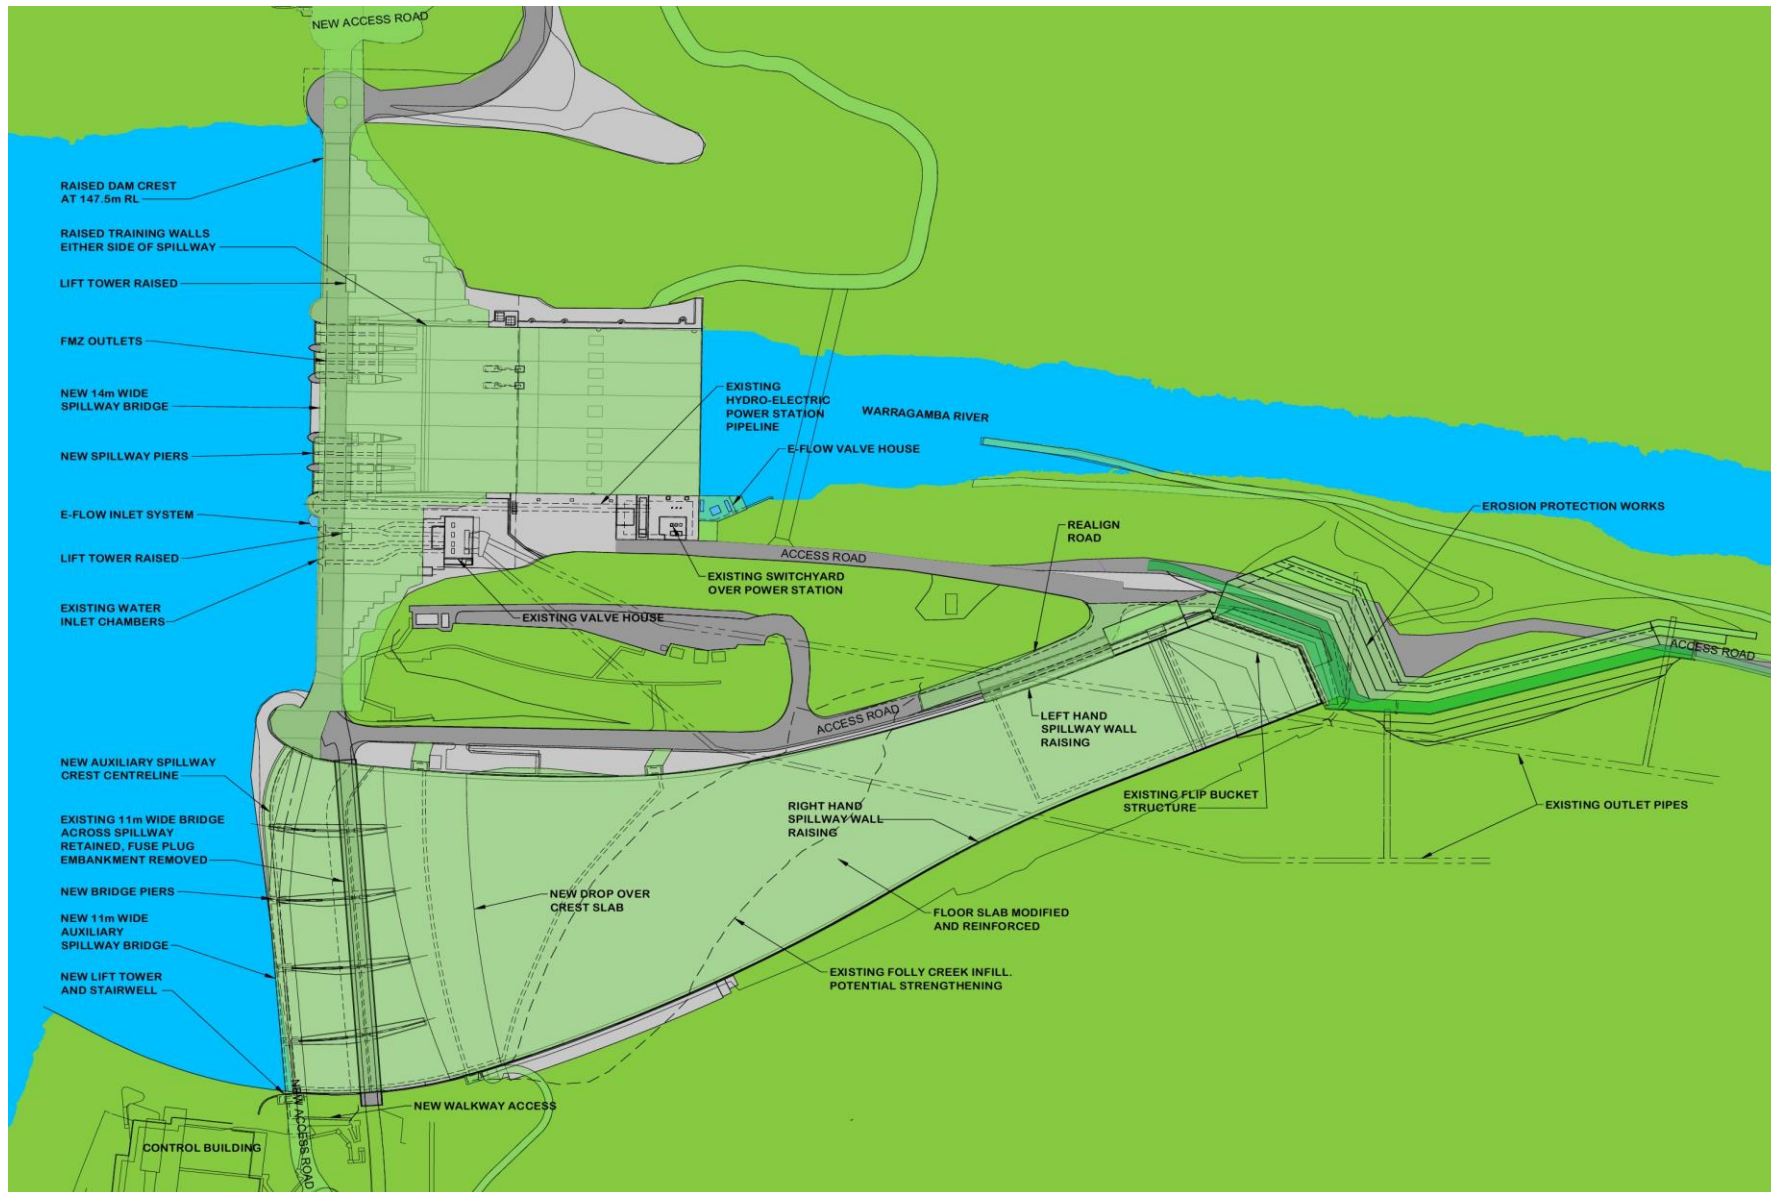 NEW ACCESS ROAD
RAISED DAM CREST
AT 147.5m RL
RAISED TRAINING WALLS
EITHER SIDE OF SPILLWAY
LIFT TOWER RAISED
FMZ OUTLETS
NEW 14m WIDE
SPILLWAY BRIDGE
NEW SPILLWAY PIERS
E-FLOW INLET SYSTEM
LIFT TOWER RAISED
EXISTING WATER
INLET CHAMBERS
EXISTING
HYDRO-ELECTRIC
POWER STATION
PIPELINE
WARRAGAMBA RIVER
E-FLOW VALVE HOUSE
EROSION PROTECTION WORKS
REALIGN
ROAD
ACCESS ROAD
EXISTING SWITCHYARD
OVER POWER STATION
EXISTING VALVE HOUSE
ACCESS ROAD
ACCESS ROAD
LEFT HAND
SPILLWAY WALL
RAISING
NEW AUXILIARY SPILLWAY
CREST CENTRELINE
EXISTING 11m WIDE BRIDGE
ACROSS SPILLWAY
RETAINED, FUSE PLUG
EMBANKMENT REMOVED
NEW BRIDGE PIERS
NEW 11m WIDE
AUXILIARY
SPILLWAY BRIDGE
NEW LIFT TOWER
AND STAIRWELL
RIGHT HAND
SPILLWAY WALL
RAISING
EXISTING FLIP BUCKET
STRUCTURE
EXISTING OUTLET PIPES
NEW DROP OVER
CREST SLAB
FLOOR SLAB MODIFIED
AND REINFORCED
EXISTING FOLLY CREEK INFILL.
POTENTIAL STRENGTHENING
NEW WALKWAY ACCESS
NEW ACCESS ROAD
CONTROL BUILDING